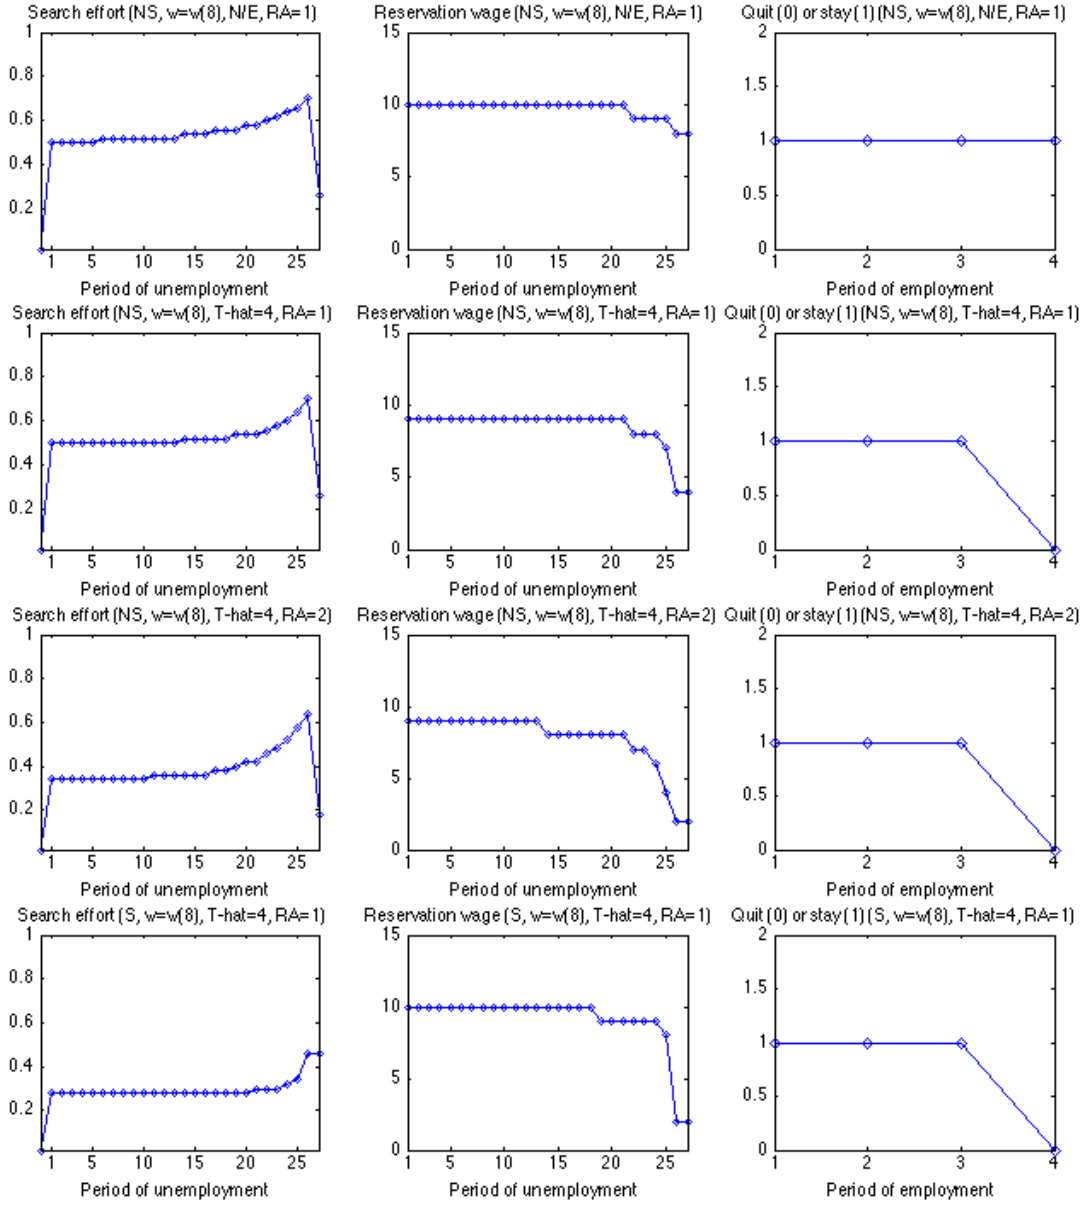 Search effort (NS, w=w(8), N/E, RA=1) Reservation wage (NS, w=w(8), N/E, RA=1) Quit (0) or stay (1) (NS, w=w(8), N/E, RA=1)
1 15 2
0.8 1.5
0.6 10 1
0.4 5 0.5
0.2 0 0
1 5 10 15 20 25 1 5 10 15 20 25 1 2 3 4
Period of unemployment Period of unemployment Period of employment
Search effort (NS, w=w(8), T-hat=4, RA=1) Reservation wage (NS, w=w(8), T-hat=4, RA=1) Quit (0) or stay (1) (NS, w=w(8), T-hat=4, RA=1)
1 15 2
0.8 1.5
0.6 10 1
0.4 5 0.5
0.2 0 0
1 5 10 15 20 25 1 5 10 15 20 25 1 2 3 4
Period of unemployment Period of unemployment Period of employment
Search effort (NS, w=w(8), T-hat=4, RA=2) Reservation wage (NS, w=w(8), T-hat=4, RA=2) Quit (0) or stay (1) (NS, w=w(8), T-hat=4, RA=2)
1 15 2
0.8 1.5
0.6 10 1
0.4 5 0.5
0.2 0 0
1 5 10 15 20 25 1 5 10 15 20 25 1 2 3 4
Period of unemployment Period of unemployment Period of employment
Search effort (S, w=w(8), T-hat=4, RA=1) Reservation wage (S, w=w(8), T-hat=4, RA=1) Quit (0) or stay (1) (S, w=w(8), T-hat=4, RA=1)
1 15 2
0.8 1.5
0.6 10 1
0.4 5 0.5
0.2 0 0
1 5 10 15 20 25 1 5 10 15 20 25 1 2 3 4
Period of unemployment Period of unemployment Period of employment